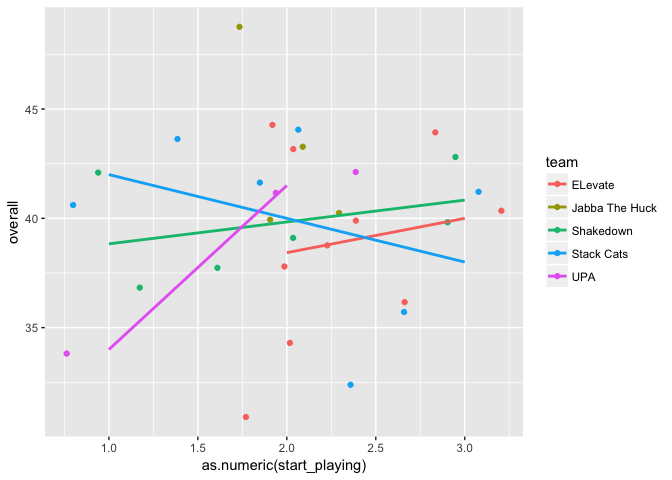 45
40
35
overall
1.0 1.5 2.0 2.5 3.0
as.numeric(start_playing)
team
ELevate
Jabba The Huck
Shakedown
Stack Cats
UPA